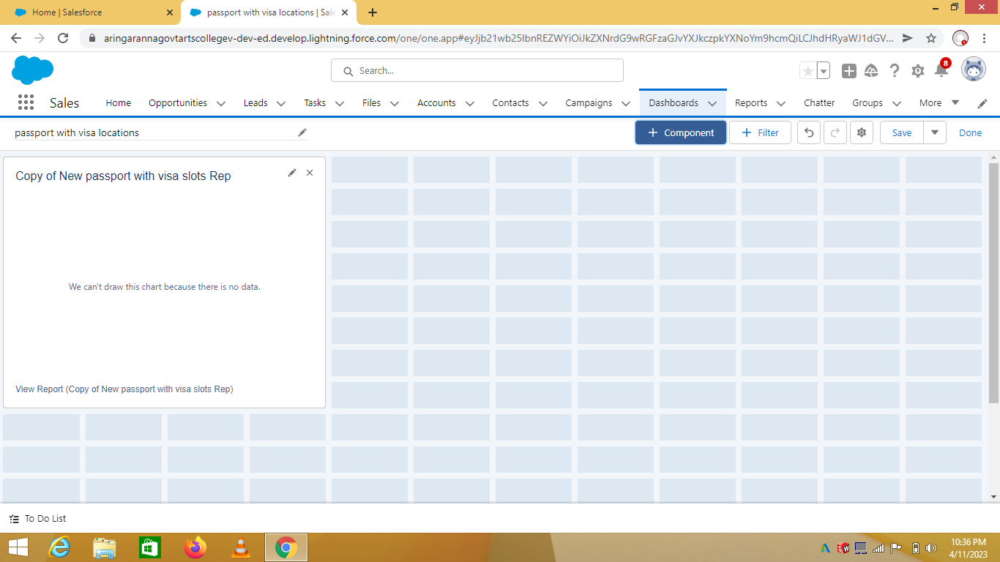 Home | Salesforce
passport with visa locations | Sale
aringarannagovtartscollegev-dev-ed.develop.lightning.force.com/one/one.app#eyJjb21wb25lbnREZWYiOiJkZXNrdG9wRGFzaGJvYXJkczpkYXNoYm9hcmQiLCJhdHRyaWJ1dGV...
Search...
8
Sales
Home
Opportunities
Leads
Tasks
Files
Accounts
Contacts
Campaigns
Dashboards
Reports
Chatter
Groups
More
passport with visa locations
+ Component
+ Filter
Save
Done
Copy of New passport with visa slots Rep
We can't draw this chart because there is no data.
View Report (Copy of New passport with visa slots Rep)
To Do List
10:36 PM
4/11/2023